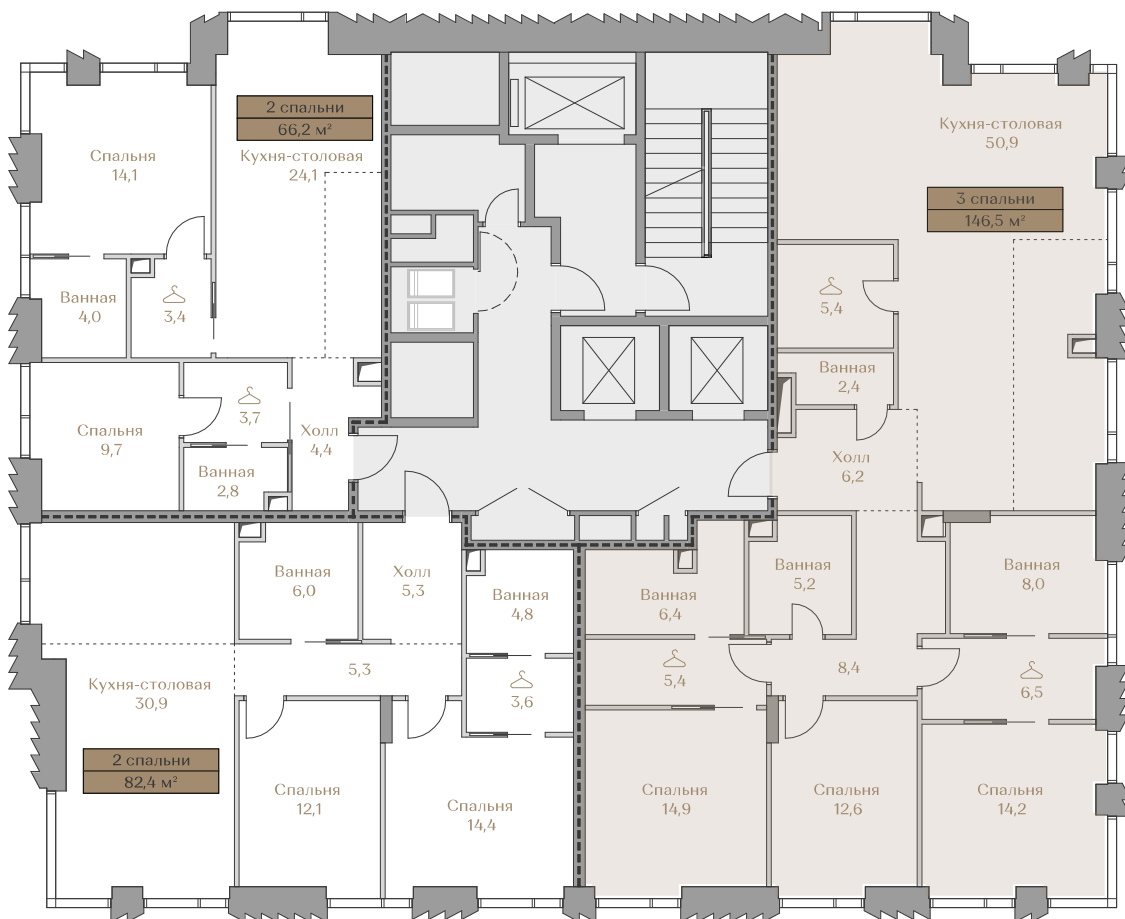 2 спальни
66,2 м²
Кухня-столовая
24,1
Спальня
14,1
Ванная
4,0
3,4
Спальня
9,7
3,7
Ванная
2,8
Холл
4,4
Кухня-столовая
50,9
3 спальни
146,5 м²
5,4
Ванная
2,4
Холл
6,2
Ванная
5,2
Ванная
8,0
Ванная
6,4
5,4
8,4
6,5
Спальня
14,9
Спальня
12,6
Спальня
14,2
Ванная
6,0
Холл
5,3
Ванная
4,8
5,3
3,6
Кухня-столовая
30,9
2 спальни
82,4 м²
Спальня
12,1
Спальня
14,4